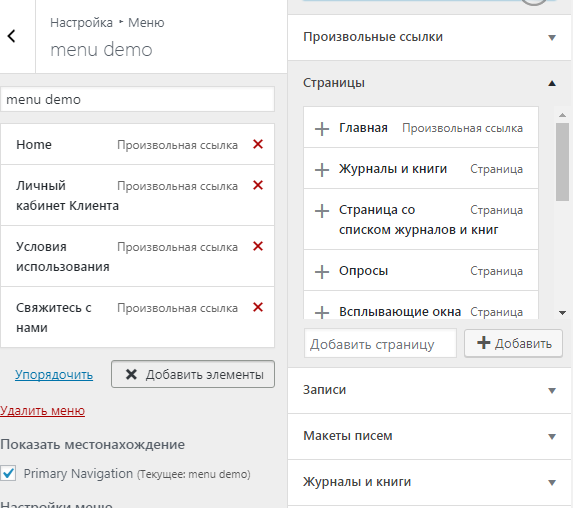 Настройка ‣ Меню
menu demo
menu demo
Home Произвольная ссылка
Личный Произвольная ссылка
кабинет Клиента
Условия Произвольная ссылка
использования
Свяжитесь с Произвольная ссылка
нами
Упорядочить Добавить элементы
Удалить меню
Показать местонахождение
Primary Navigation (Текущее: menu demo)
Настройки меню
Произвольные ссылки
Страницы
Главная Произвольная ссылка
Журналы и книги Страница
Страница со Страница
списком журналов и книг
Опросы Страница
Всплывающие окна Страница
Добавить страницу Добавить
Записи
Макеты писем
Журналы и книги